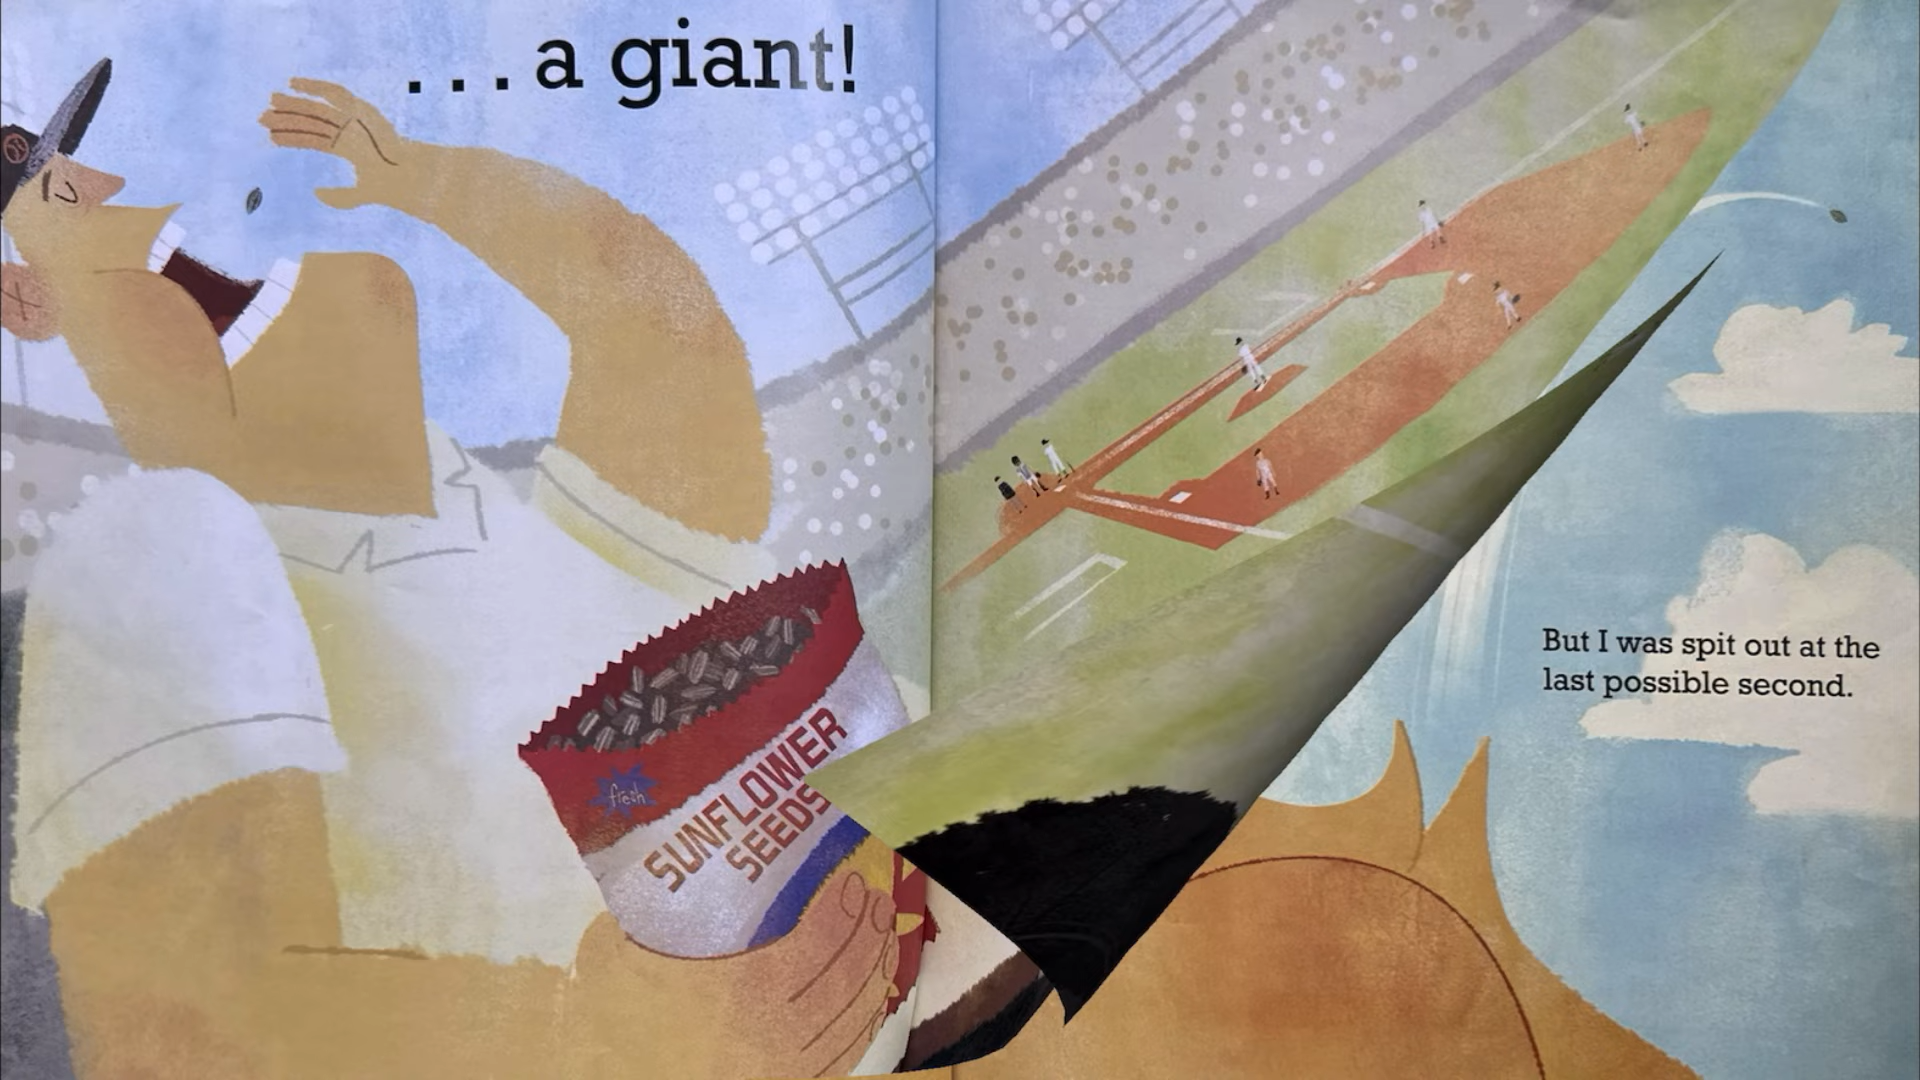 . . . a giant!
fresh
SUNFLOWER
SEEDS
But I was spit out at the
last possible second.